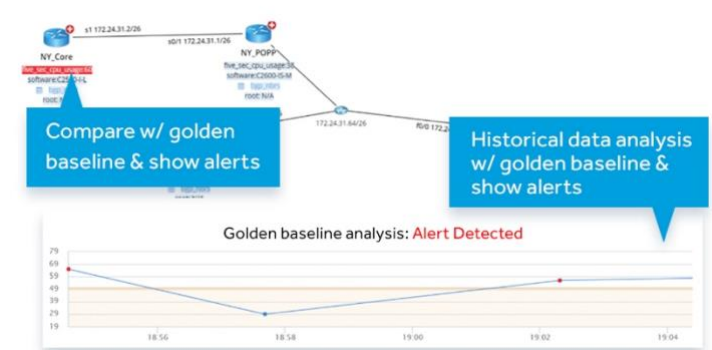 s1 172.24.31.2/26
s0/1 172.24.31.1/26
NY_Core
NY_POPP
five_sec_cpu_usage:60
five_sec_cpu_usage:38
software:C2600-IS-M
root: N/A
172.24.31.64/26
f0/0 172.2
Compare w/ golden
baseline & show alerts
Historical data analysis
w/ golden baseline &
show alerts
Golden baseline analysis: Alert Detected
79
69
59
49
39
29
19
18:56
18:58
19:00
19:02
19:04